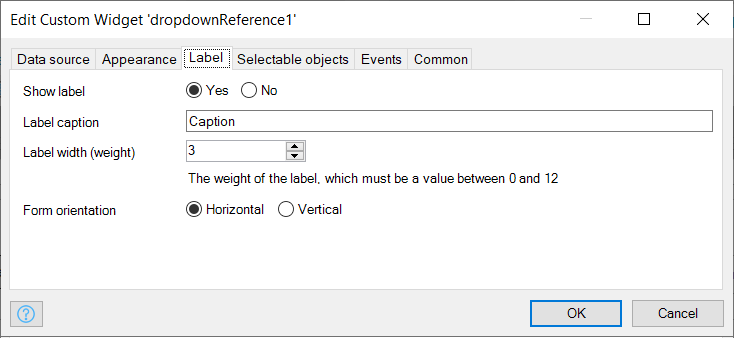 Edit Custom Widget 'dropdownReference1'
Data source Appearance Label Selectable objects Events Common
Show label Yes No
Label caption Caption
Label width (weight) 3
The weight of the label, which must be a value between 0 and 12
Form orientation Horizontal Vertical
? OK Cancel